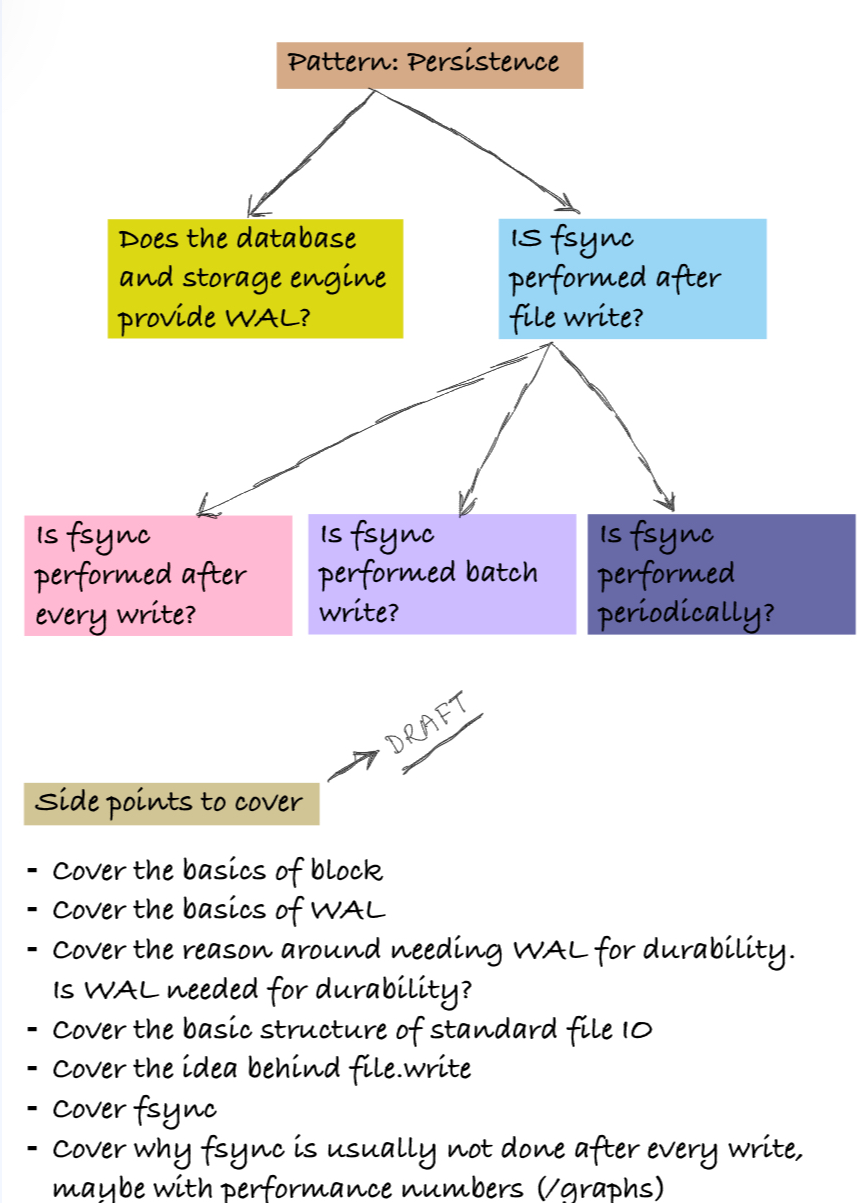 Pattern: Persistence
Does the database
and storage engine
provide WAL?
IS fsync
performed after
file write?
Is fsync
performed after
every write?
Is fsync
performed batch
write?
Is fsync
performed
periodically?
DRAFT
Side points to cover
- Cover the basics of block
- Cover the basics of WAL
- Cover the reason around needing WAL for durability.
Is WAL needed for durability?
- Cover the basic structure of standard file IO
- Cover the idea behind file.write
- Cover fsync
- Cover why fsync is usually not done after every write,
maybe with performance numbers (/graphs)